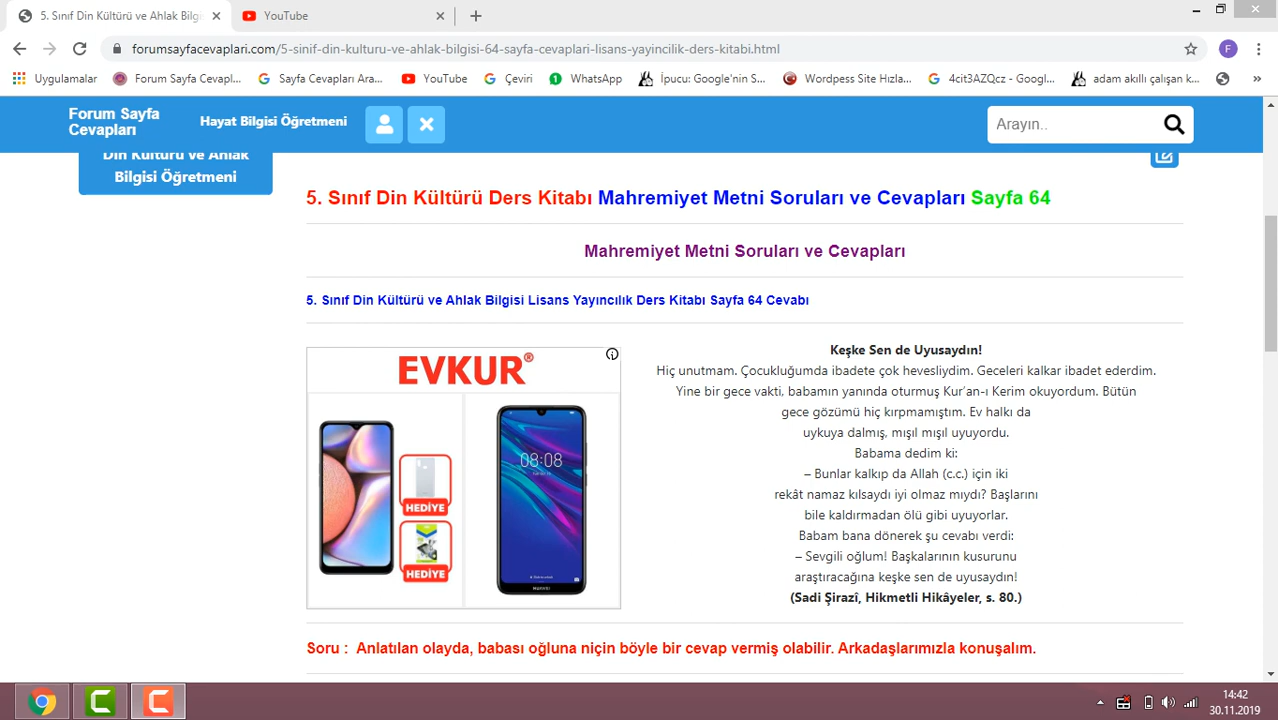 5. Sınıf Din Kültürü ve Ahlak Bilgi
YouTube
forumsayfacevaplari.com/5-sinif-din-kulturu-ve-ahlak-bilgisi-64-sayfa-cevaplari-lisans-yayincilik-ders-kitabi.html
F
Uygulamalar
Forum Sayfa Cevapl...
Sayfa Cevapları Ara...
YouTube
Çeviri
WhatsApp
İpucu: Google'nin S...
Wordpess Site Hızla...
4cit3AZQcz - Googl...
adam akıllı çalışan k...
»
Forum Sayfa
Cevapları
Hayat Bilgisi Öğretmeni
Arayın..
Din Kültürü ve Ahlak
Bilgisi Öğretmeni
5. Sınıf Din Kültürü Ders Kitabı Mahremiyet Metni Soruları ve Cevapları Sayfa 64
Mahremiyet Metni Soruları ve Cevapları
5. Sınıf Din Kültürü ve Ahlak Bilgisi Lisans Yayıncılık Ders Kitabı Sayfa 64 Cevabı
EVKUR®
08:08
HEDİYE
HEDİYE
HUAWEI
Keşke Sen de Uyusaydın!
Hiç unutmam. Çocukluğumda ibadete çok hevesliydim. Geceleri kalkar ibadet ederdim.
Yine bir gece vakti, babamın yanında oturmuş Kur’an-ı Kerim okuyordum. Bütün
gece gözümü hiç kırpmamıştım. Ev halkı da
uykuya dalmış, mışıl mışıl uyuyordu.
Babama dedim ki:
– Bunlar kalkıp da Allah (c.c.) için iki
rekât namaz kılsaydı iyi olmaz mıydı? Başlarını
bile kaldırmadan ölü gibi uyuyorlar.
Babam bana dönerek şu cevabı verdi:
– Sevgili oğlum! Başkalarının kusurunu
araştıracağına keşke sen de uyusaydın!
(Sadi Şirazî, Hikmetli Hikâyeler, s. 80.)
Soru : Anlatılan olayda, babası oğluna niçin böyle bir cevap vermiş olabilir. Arkadaşlarımızla konuşalım.
14:42
30.11.2019